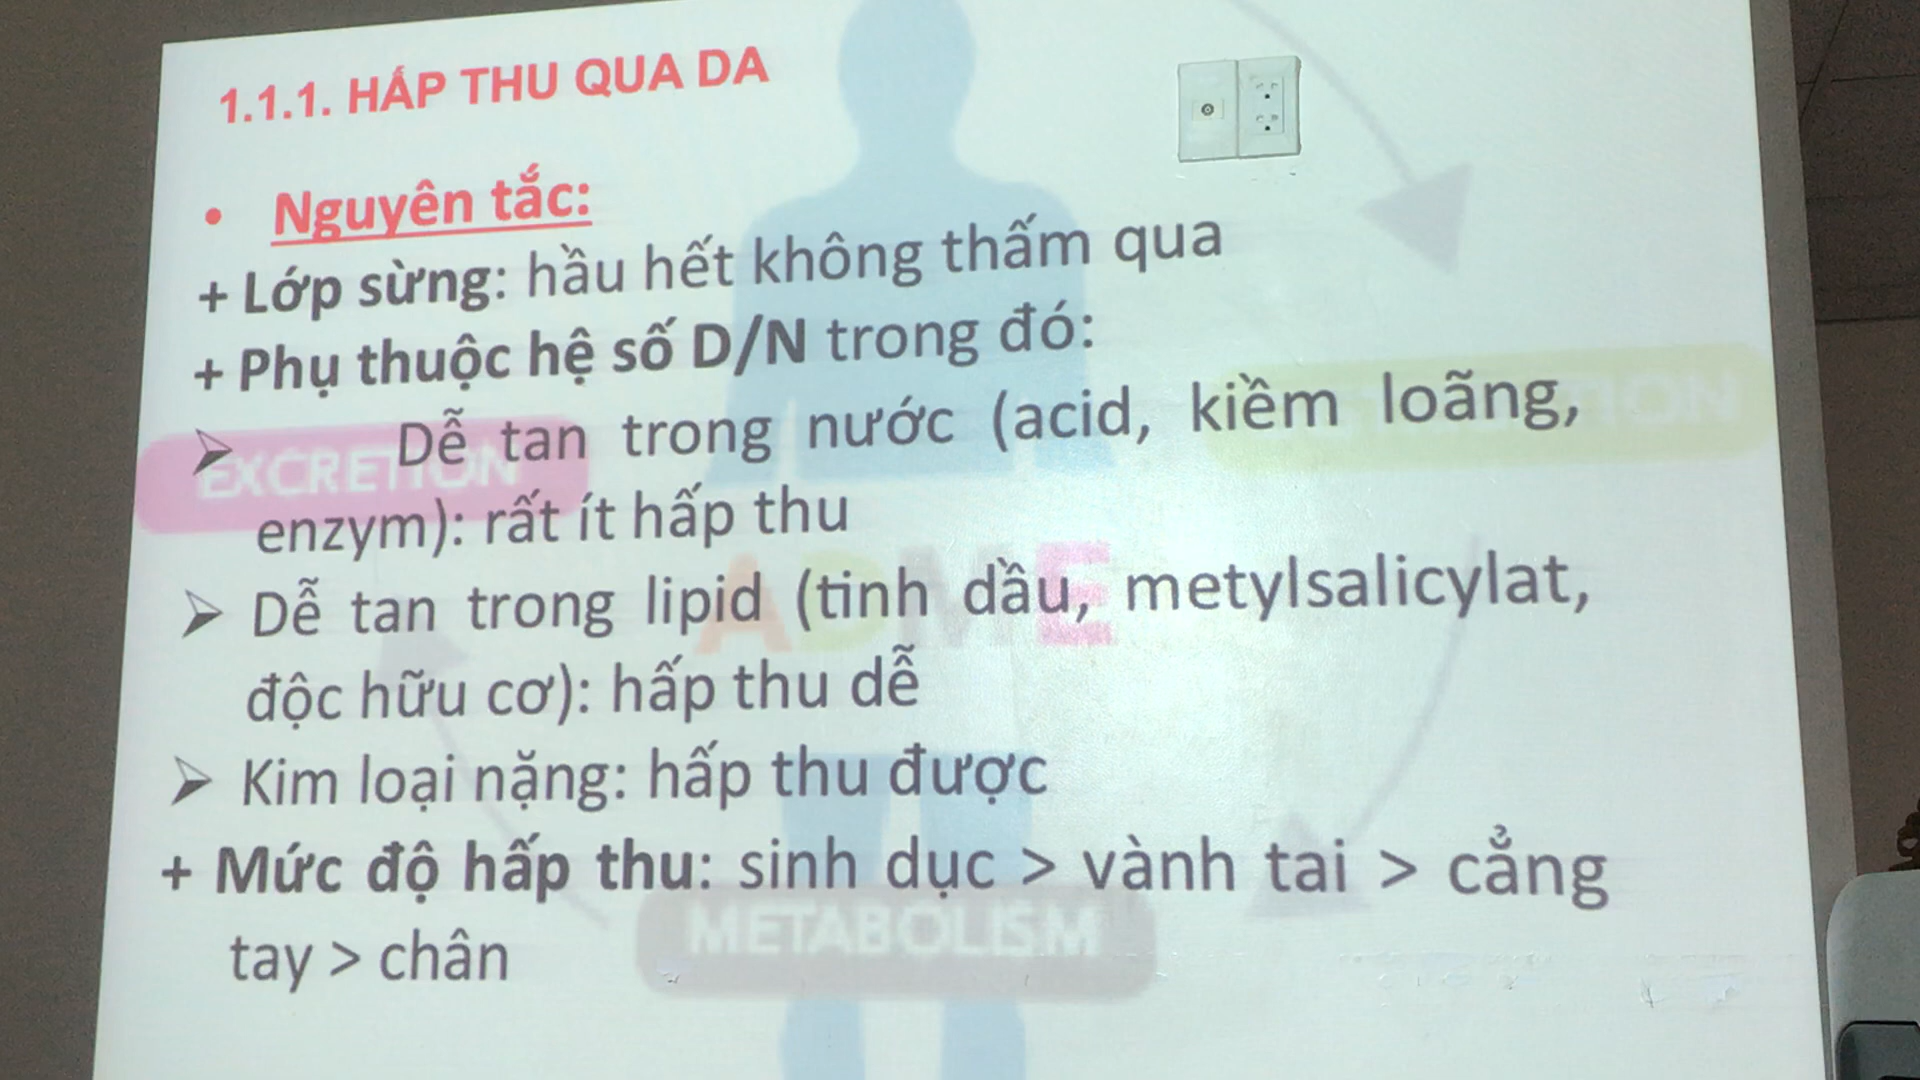 1.1.1. HẤP THU QUA DA
• Nguyên tắc:
+ Lớp sừng: hầu hết không thấm qua
+ Phụ thuộc hệ số D/N trong đó:
➢ Dễ tan trong nước (acid, kiềm loãng,
EXCRETION
enzym): rất ít hấp thu
ADME
➢ Dễ tan trong lipid (tinh dầu, metylsalicylat,
độc hữu cơ): hấp thu dễ
➢ Kim loại nặng: hấp thu được
+ Mức độ hấp thu: sinh dục > vành tai > cẳng
tay > chân
METABOLISM